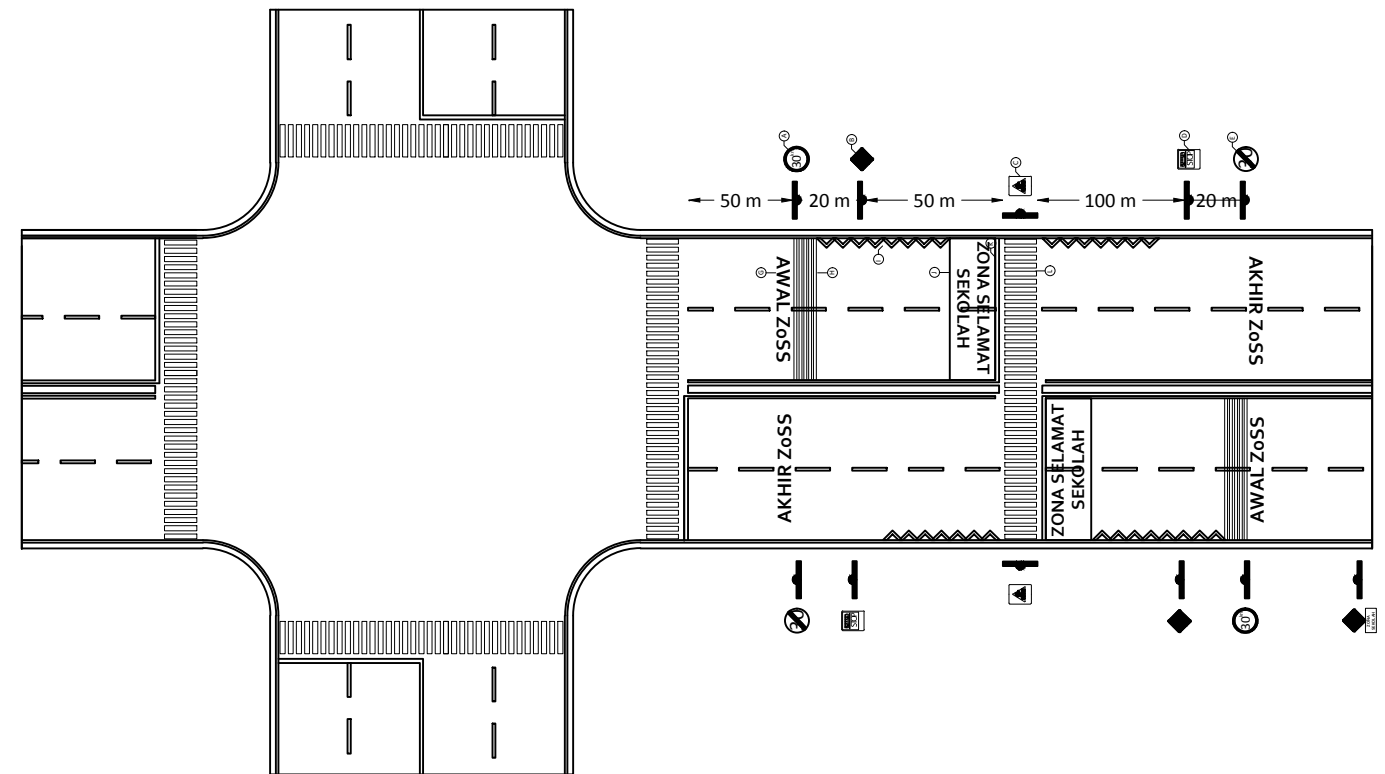 A
B
C
D
E
30
50 m
20 m
50 m
100 m
20 m
G
H
I
J
L
AWAL ZoSS
ZONA SELAMAT
SEKOLAH
AKHIR ZoSS
AKHIR ZoSS
ZONA SELAMAT
SEKOLAH
AWAL ZoSS
30